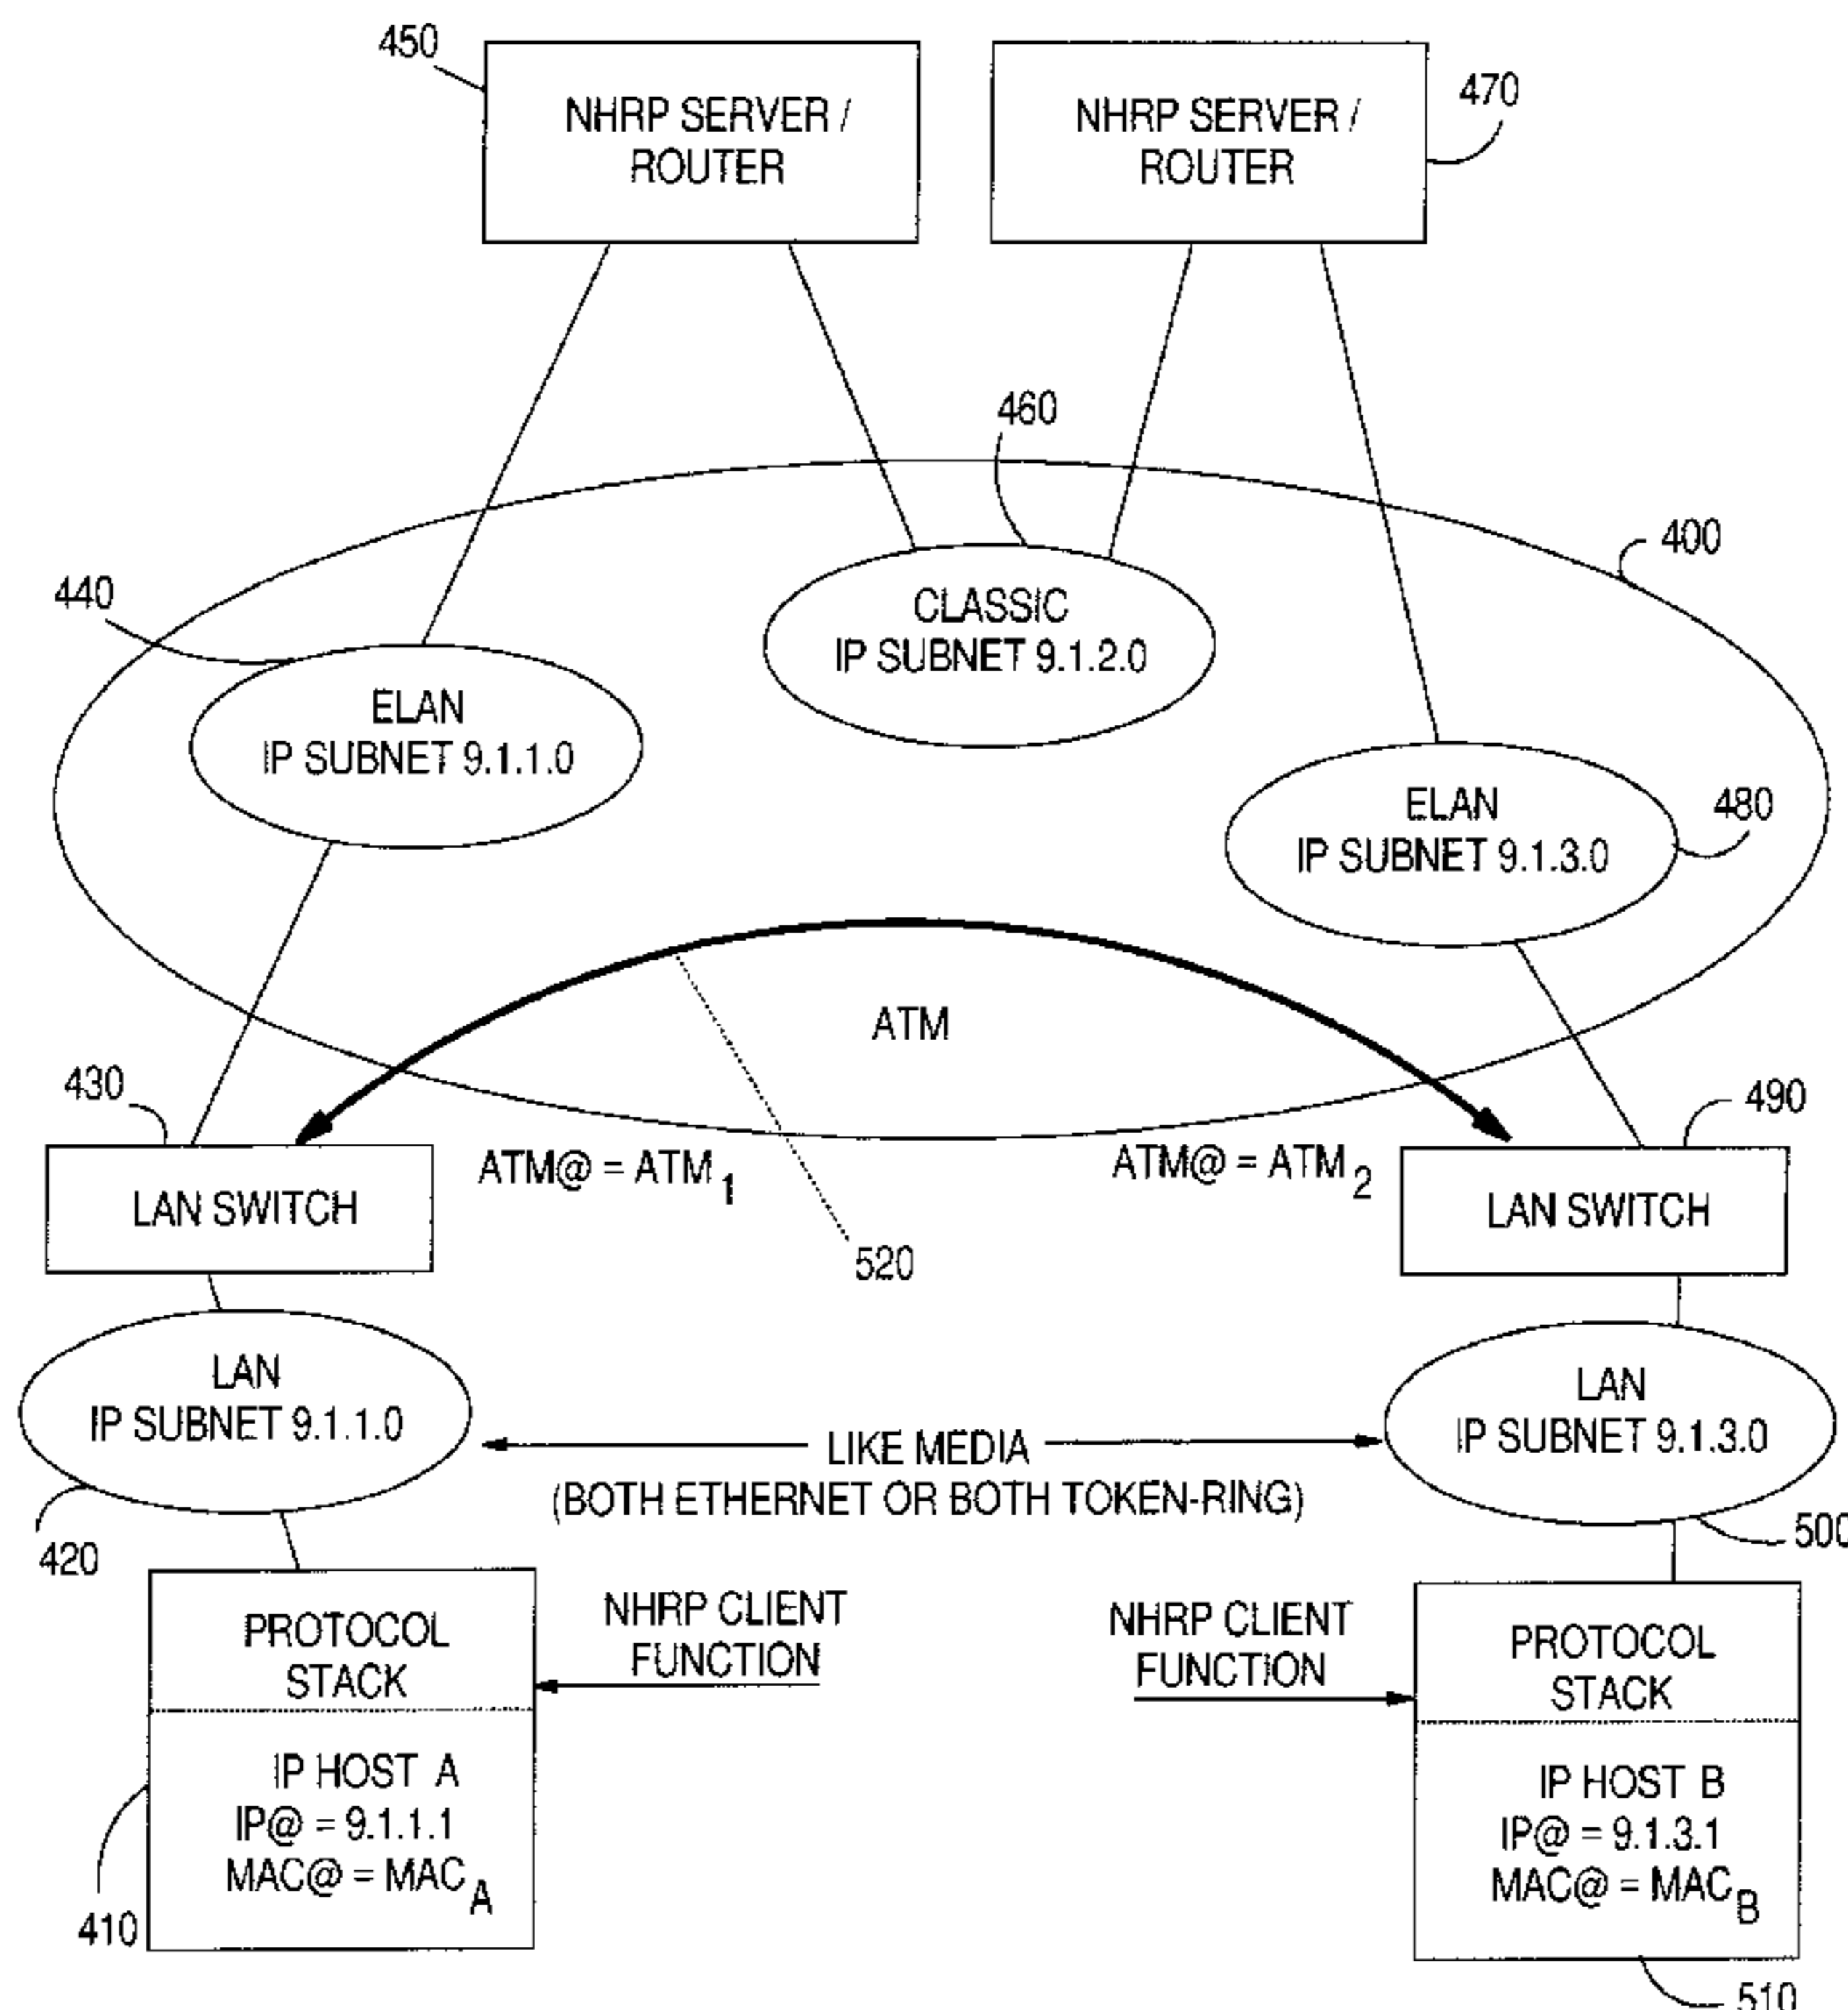 450
NHRP SERVER /
ROUTER
NHRP SERVER /
ROUTER
470
460
400
440
CLASSIC
IP SUBNET 9.1.2.0
ELAN
IP SUBNET 9.1.1.0
ELAN
IP SUBNET 9.1.3.0
480
ATM
430
490
ATM@ = ATM1
ATM@ = ATM2
LAN SWITCH
LAN SWITCH
520
LAN
IP SUBNET 9.1.1.0
LAN
IP SUBNET 9.1.3.0
LIKE MEDIA
(BOTH ETHERNET OR BOTH TOKEN-RING)
420
500
NHRP CLIENT
FUNCTION
NHRP CLIENT
FUNCTION
PROTOCOL
STACK
PROTOCOL
STACK
IP HOST A
IP@ = 9.1.1.1
MAC@ = MACA
IP HOST B
IP@ = 9.1.3.1
MAC@ = MACB
410
510